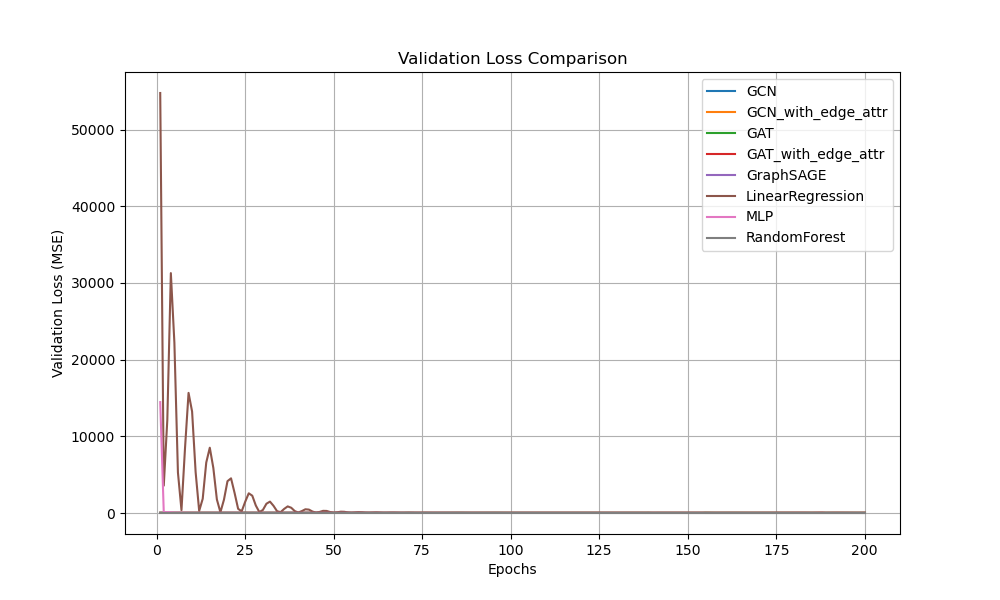 Validation Loss Comparison
Validation Loss (MSE)
50000
40000
30000
20000
10000
0
GCN
GCN_with_edge_attr
GAT
GAT_with_edge_attr
GraphSAGE
LinearRegression
MLP
RandomForest
0 25 50 75 100 125 150 175 200
Epochs